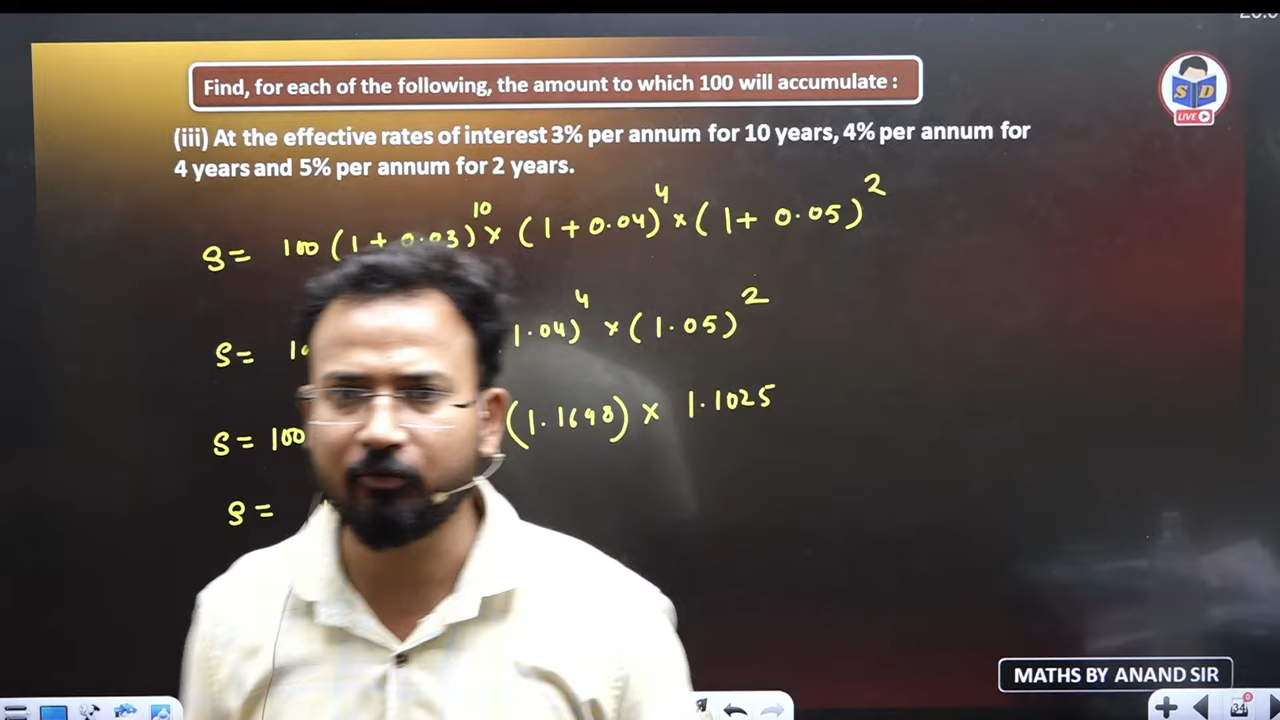 Find, for each of the following, the amount to which 100 will accumulate :
(iii) At the effective rates of interest 3% per annum for 10 years, 4% per annum for
4 years and 5% per annum for 2 years.
S = 100 (1 + 0.03)^10 × (1 + 0.04)^4 × (1 + 0.05)^2
S = 1.04)^4 × (1.05)^2
S = 100 (1.1698) × 1.1025
S =
S D
LIVE
MATHS BY ANAND SIR
34
0